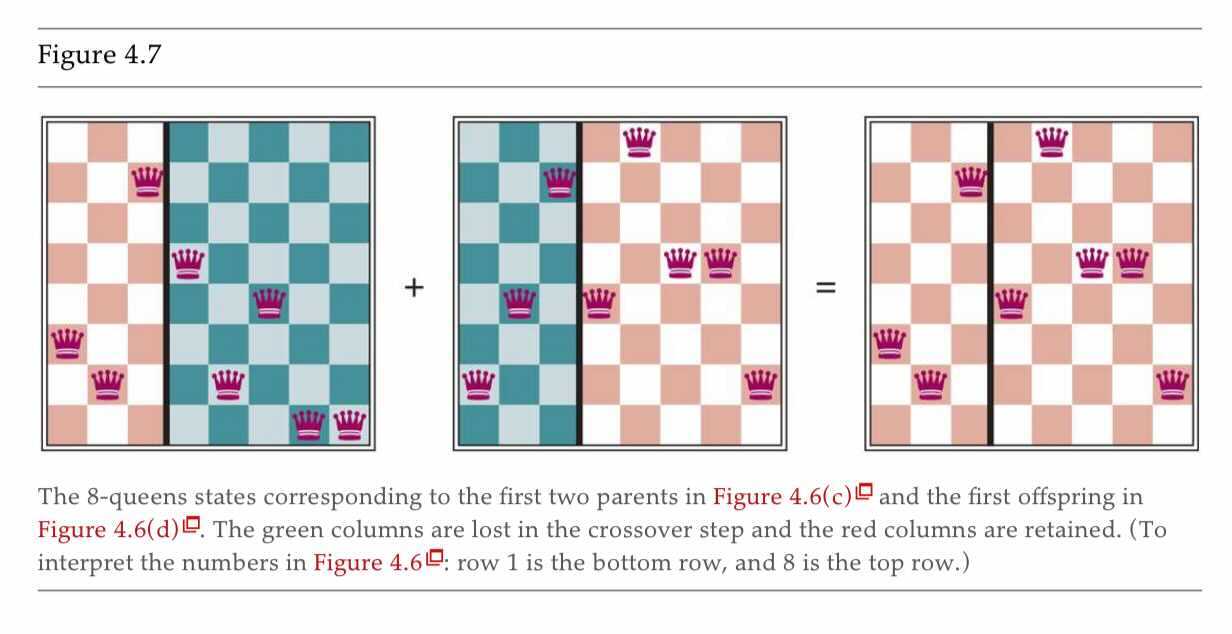 Figure 4.7
+
=
The 8-queens states corresponding to the first two parents in Figure 4.6(c) and the first offspring in
Figure 4.6(d). The green columns are lost in the crossover step and the red columns are retained. (To
interpret the numbers in Figure 4.6: row 1 is the bottom row, and 8 is the top row.)